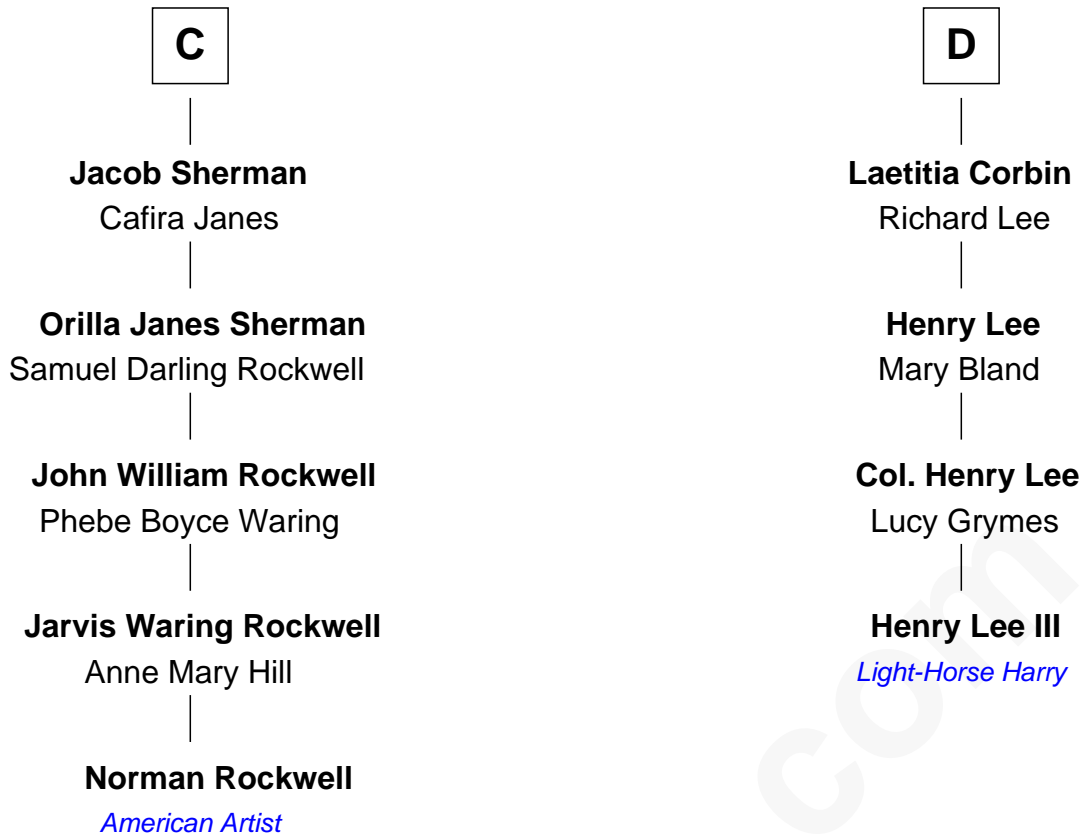 C
Jacob Sherman
Cafira Janes
Orilla Janes Sherman
Samuel Darling Rockwell
John William Rockwell
Phebe Boyce Waring
Jarvis Waring Rockwell
Anne Mary Hill
Norman Rockwell
American Artist
D
Laetitia Corbin
Richard Lee
Henry Lee
Mary Bland
Col. Henry Lee
Lucy Grymes
Henry Lee III
Light-Horse Harry
com